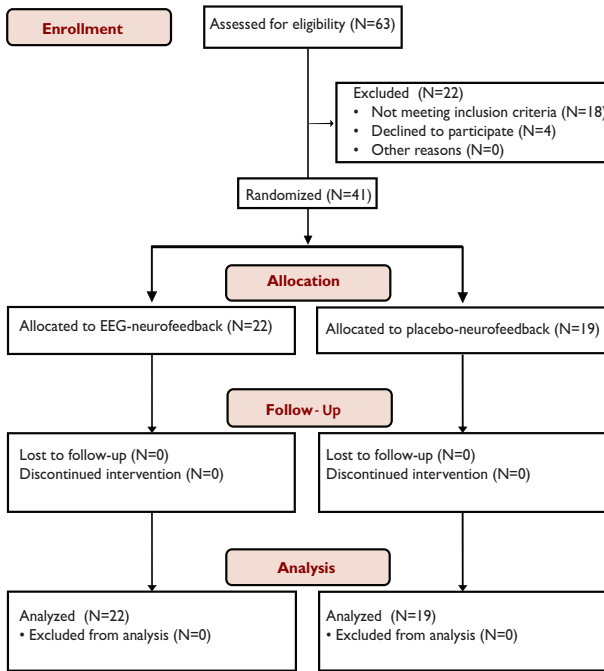 Enrollment
Assessed for eligibility (N=63)
Excluded (N=22)
• Not meeting inclusion criteria (N=18)
• Declined to participate (N=4)
• Other reasons (N=0)
Randomized (N=41)
Allocation
Allocated to EEG-neurofeedback (N=22)
Allocated to placebo-neurofeedback (N=19)
Follow-Up
Lost to follow-up (N=0)
Discontinued intervention (N=0)
Lost to follow-up (N=0)
Discontinued intervention (N=0)
Analysis
Analyzed (N=22)
• Excluded from analysis (N=0)
Analyzed (N=19)
• Excluded from analysis (N=0)